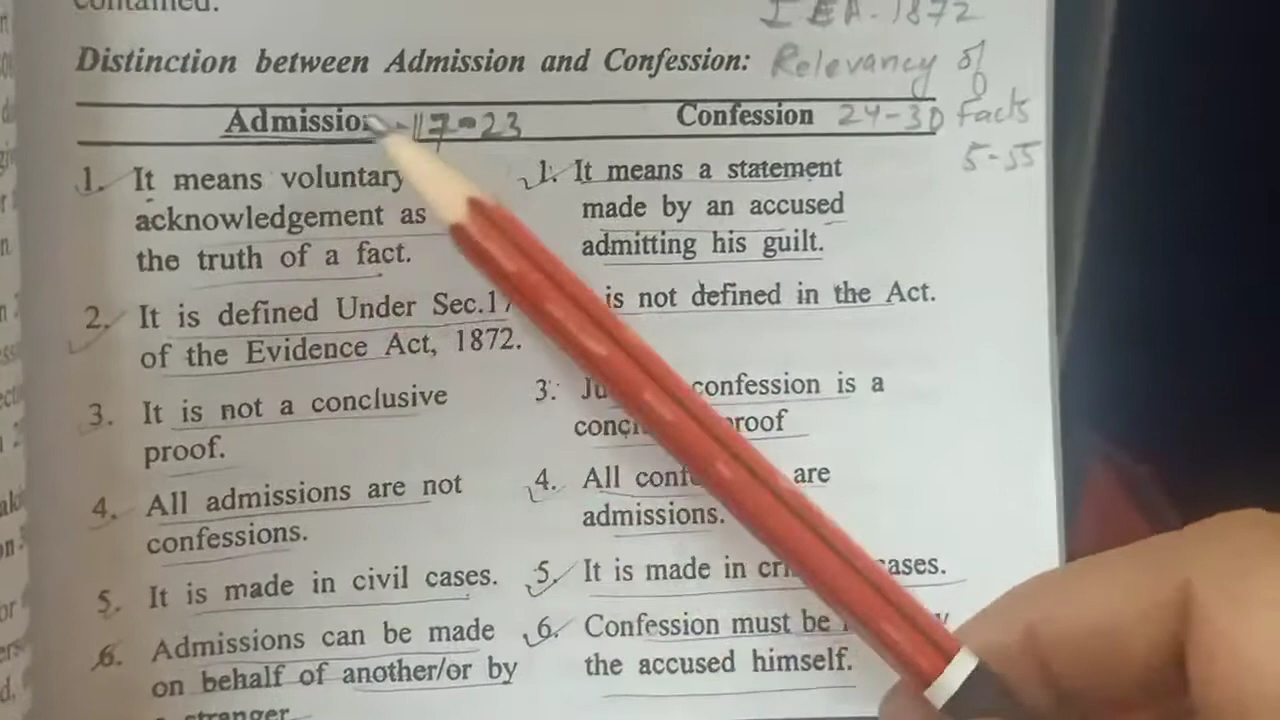 contained.
IEA-1872
Distinction between Admission and Confession: Relevancy of
Facts
5-55
Admission -17-23
Confession 24-30
1. It means voluntary
acknowledgement as
the truth of a fact.
1. It means a statement
made by an accused
admitting his guilt.
2. It is defined Under Sec.17
of the Evidence Act, 1872.
is not defined in the Act.
3. It is not a conclusive
proof.
3. confession is a
proof
4. All admissions are not
confessions.
4. All are
admissions.
5. It is made in civil cases.
5. It is made in cases.
6. Admissions can be made
on behalf of another/or by
stranger
6. Confession must be
the accused himself.